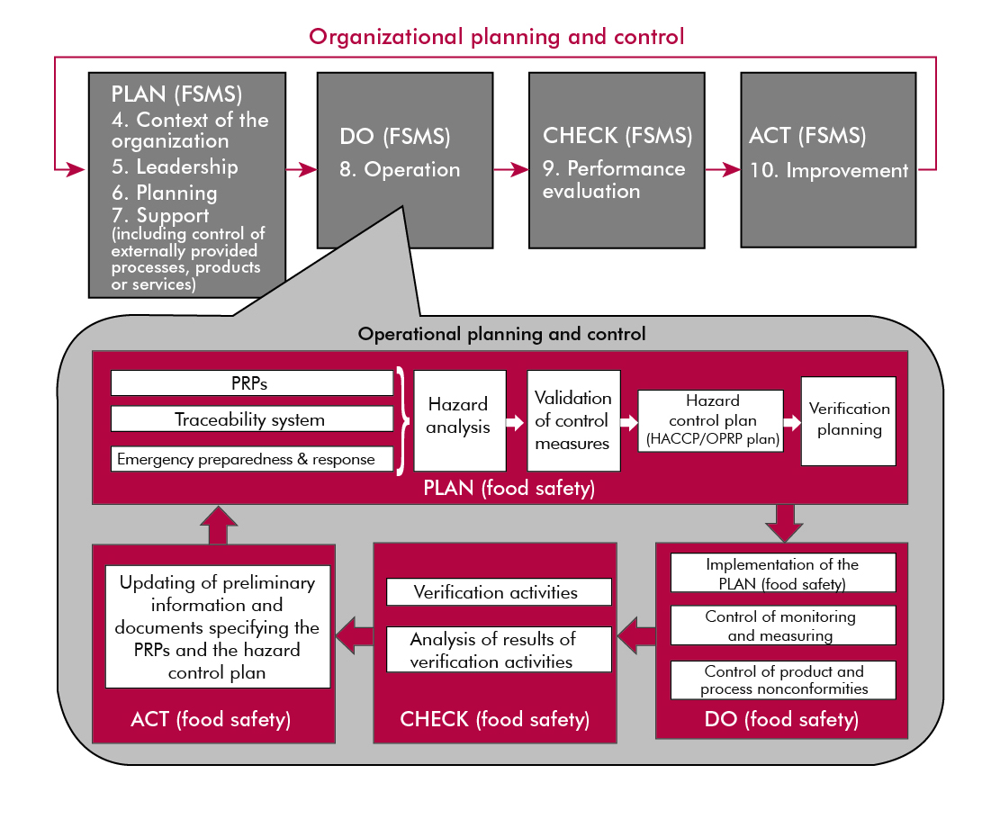 Organizational planning and control
PLAN (FSMS)
4. Context of the
organization
5. Leadership
6. Planning
7. Support
(including control of
externally provided
processes, products
or services)
DO (FSMS)
8. Operation
CHECK (FSMS)
9. Performance
evaluation
ACT (FSMS)
10. Improvement
Operational planning and control
PRPs
Traceability system
Emergency preparedness & response
Hazard
analysis
Validation
of control
measures
Hazard
control plan
(HACCP/OPRP plan)
Verification
planning
PLAN (food safety)
Updating of preliminary
information and
documents specifying the
PRPs and the hazard
control plan
ACT (food safety)
Verification activities
Analysis of results of
verification activities
CHECK (food safety)
Implementation of the
PLAN (food safety)
Control of monitoring
and measuring
Control of product and
process nonconformities
DO (food safety)